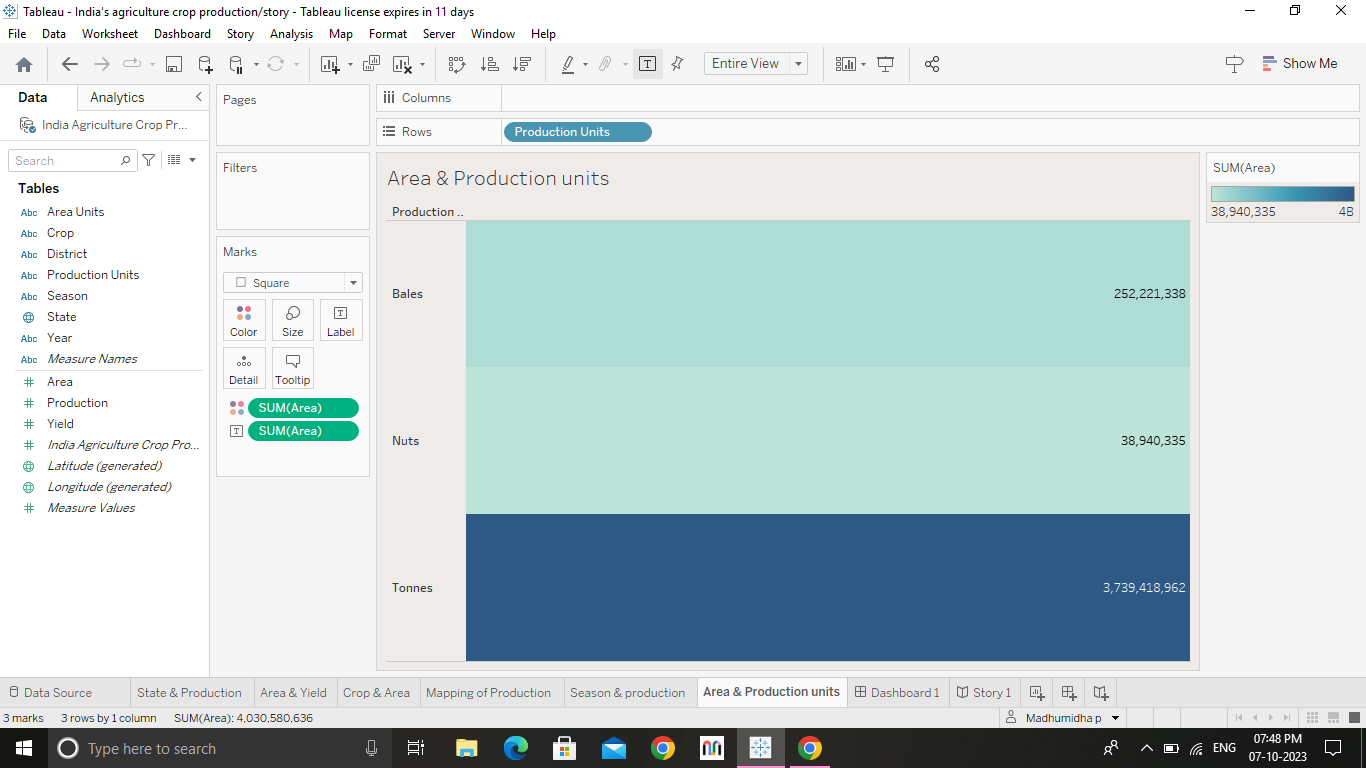 Tableau - India's agriculture crop production/story - Tableau license expires in 11 days
File Data Worksheet Dashboard Story Analysis Map Format Server Window Help
Entire View
Show Me
Data Analytics
India Agriculture Crop Pr...
Search
Tables
Abc Area Units
Abc Crop
Abc District
Abc Production Units
Abc Season
State
Abc Year
Abc Measure Names
Area
Production
Yield
India Agriculture Crop Pro...
Latitude (generated)
Longitude (generated)
Measure Values
Pages
Filters
Marks
Square
Color Size Label
Detail Tooltip
SUM(Area)
SUM(Area)
Columns
Rows Production Units
Area & Production units
Production ..
Bales 252,221,338
Nuts 38,940,335
Tonnes 3,739,418,962
SUM(Area)
38,940,335 4B
Data Source State & Production Area & Yield Crop & Area Mapping of Production Season & production Area & Production units Dashboard 1 Story 1
3 marks 3 rows by 1 column SUM(Area): 4,030,580,636 Madhumidha p
Type here to search
ENG
07:48 PM
07-10-2023